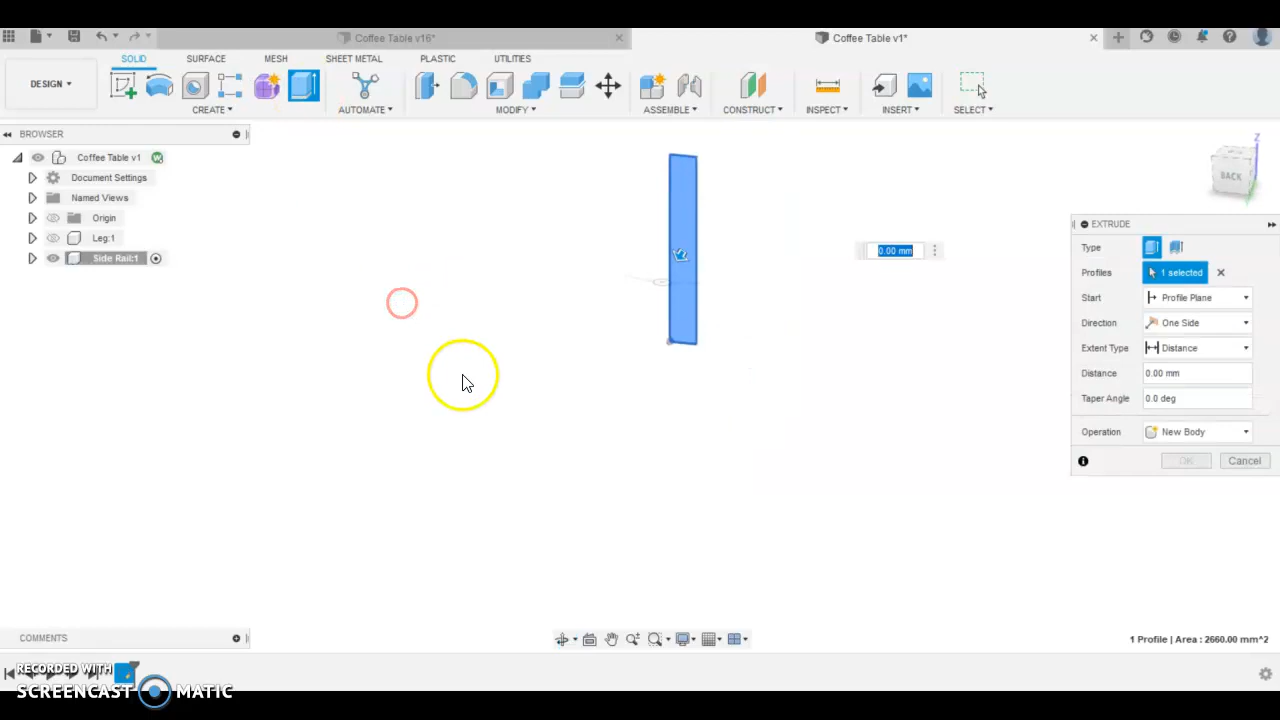 Coffee Table v16*
Coffee Table v1*
DESIGN
SOLID
SURFACE
MESH
SHEET METAL
PLASTIC
UTILITIES
CREATE
AUTOMATE
MODIFY
ASSEMBLE
CONSTRUCT
INSPECT
INSERT
SELECT
BROWSER
Coffee Table v1
Document Settings
Named Views
Origin
Leg:1
Side Rail:1
0.00 mm
Z
BACK
EXTRUDE
Type
Profiles 1 selected
Start Profile Plane
Direction One Side
Extent Type Distance
Distance 0.00 mm
Taper Angle 0.0 deg
Operation New Body
OK Cancel
COMMENTS
1 Profile | Area : 2660.00 mm^2
RECORDED WITH
SCREENCAST MATIC